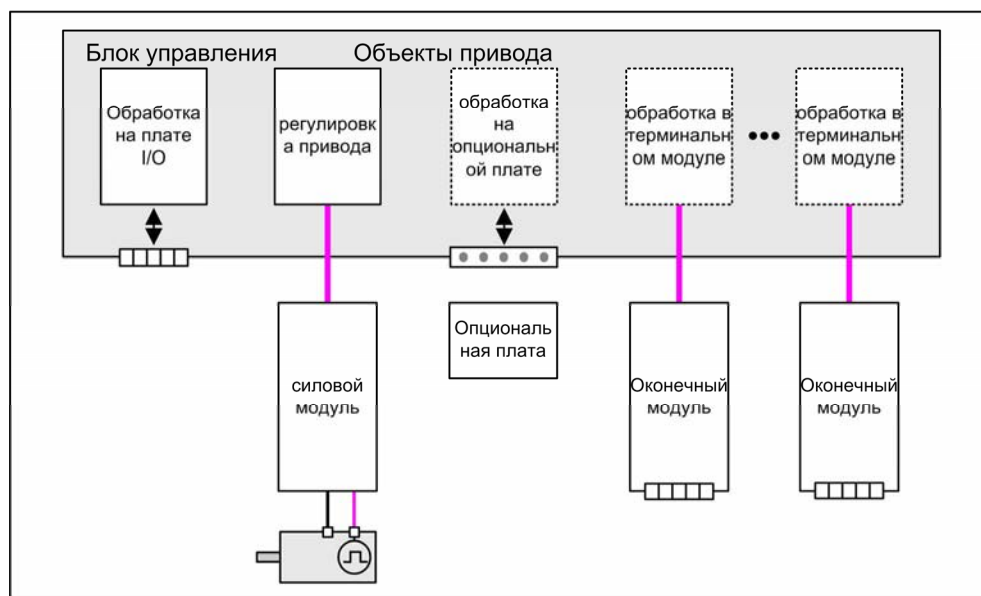 Блок управления
Объекты привода
Обработка
на плате
I/O
регулировк
а привода
обработка
на
опциональн
ой плате
обработка в
терминальн
ом модуле
обработка в
терминальн
ом модуле
силовой
модуль
Опциональ
ная плата
Оконечный
модуль
Оконечный
модуль